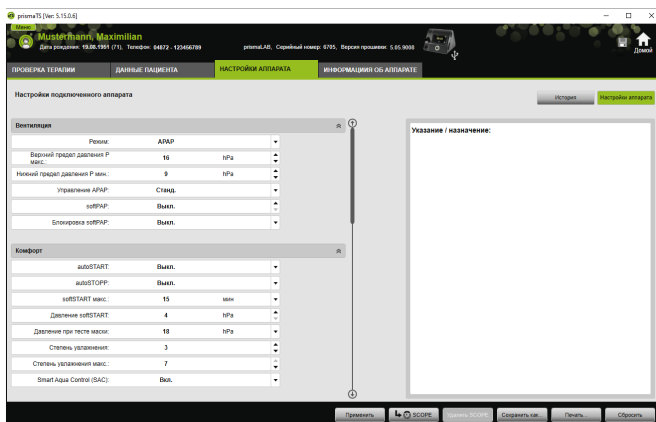 prismaTS [Ver: 5.15.0.6]
Меню
Mustermann, Maximilian
Дата рождения: 19.08.1951 (71), Телефон: 04872 - 123456789
prismaLAB, Серийный номер: 6705, Версия прошивки: 5.05.9008
Домой
ПРОВЕРКА ТЕРАПИИ
ДАННЫЕ ПАЦИЕНТА
НАСТРОЙКИ АППАРАТА
ИНФОРМАЦИИЯ ОБ АППАРАТЕ
Настройки подключенного аппарата
История
Настройки аппарата
Вентиляция
Указание / назначение:
Режим: APAP
Верхний предел давления P макс.: 16 hPa
Нижний предел давления P мин.: 9 hPa
Управление APAP: Станд.
softPAP: Выкл.
Блокировка softPAP: Выкл.
Комфорт
autoSTART: Выкл.
autoSTOPP: Выкл.
softSTART макс.: 15 мин
Давление softSTART: 4 hPa
Давление при тесте маски: 18 hPa
Степень увлажнения: 3
Степень увлажнения макс.: 7
Smart Aqua Control (SAC): Вкл.
Применить
SCOPE
Удалить SCOPE
Сохранить как...
Печать...
Сбросить